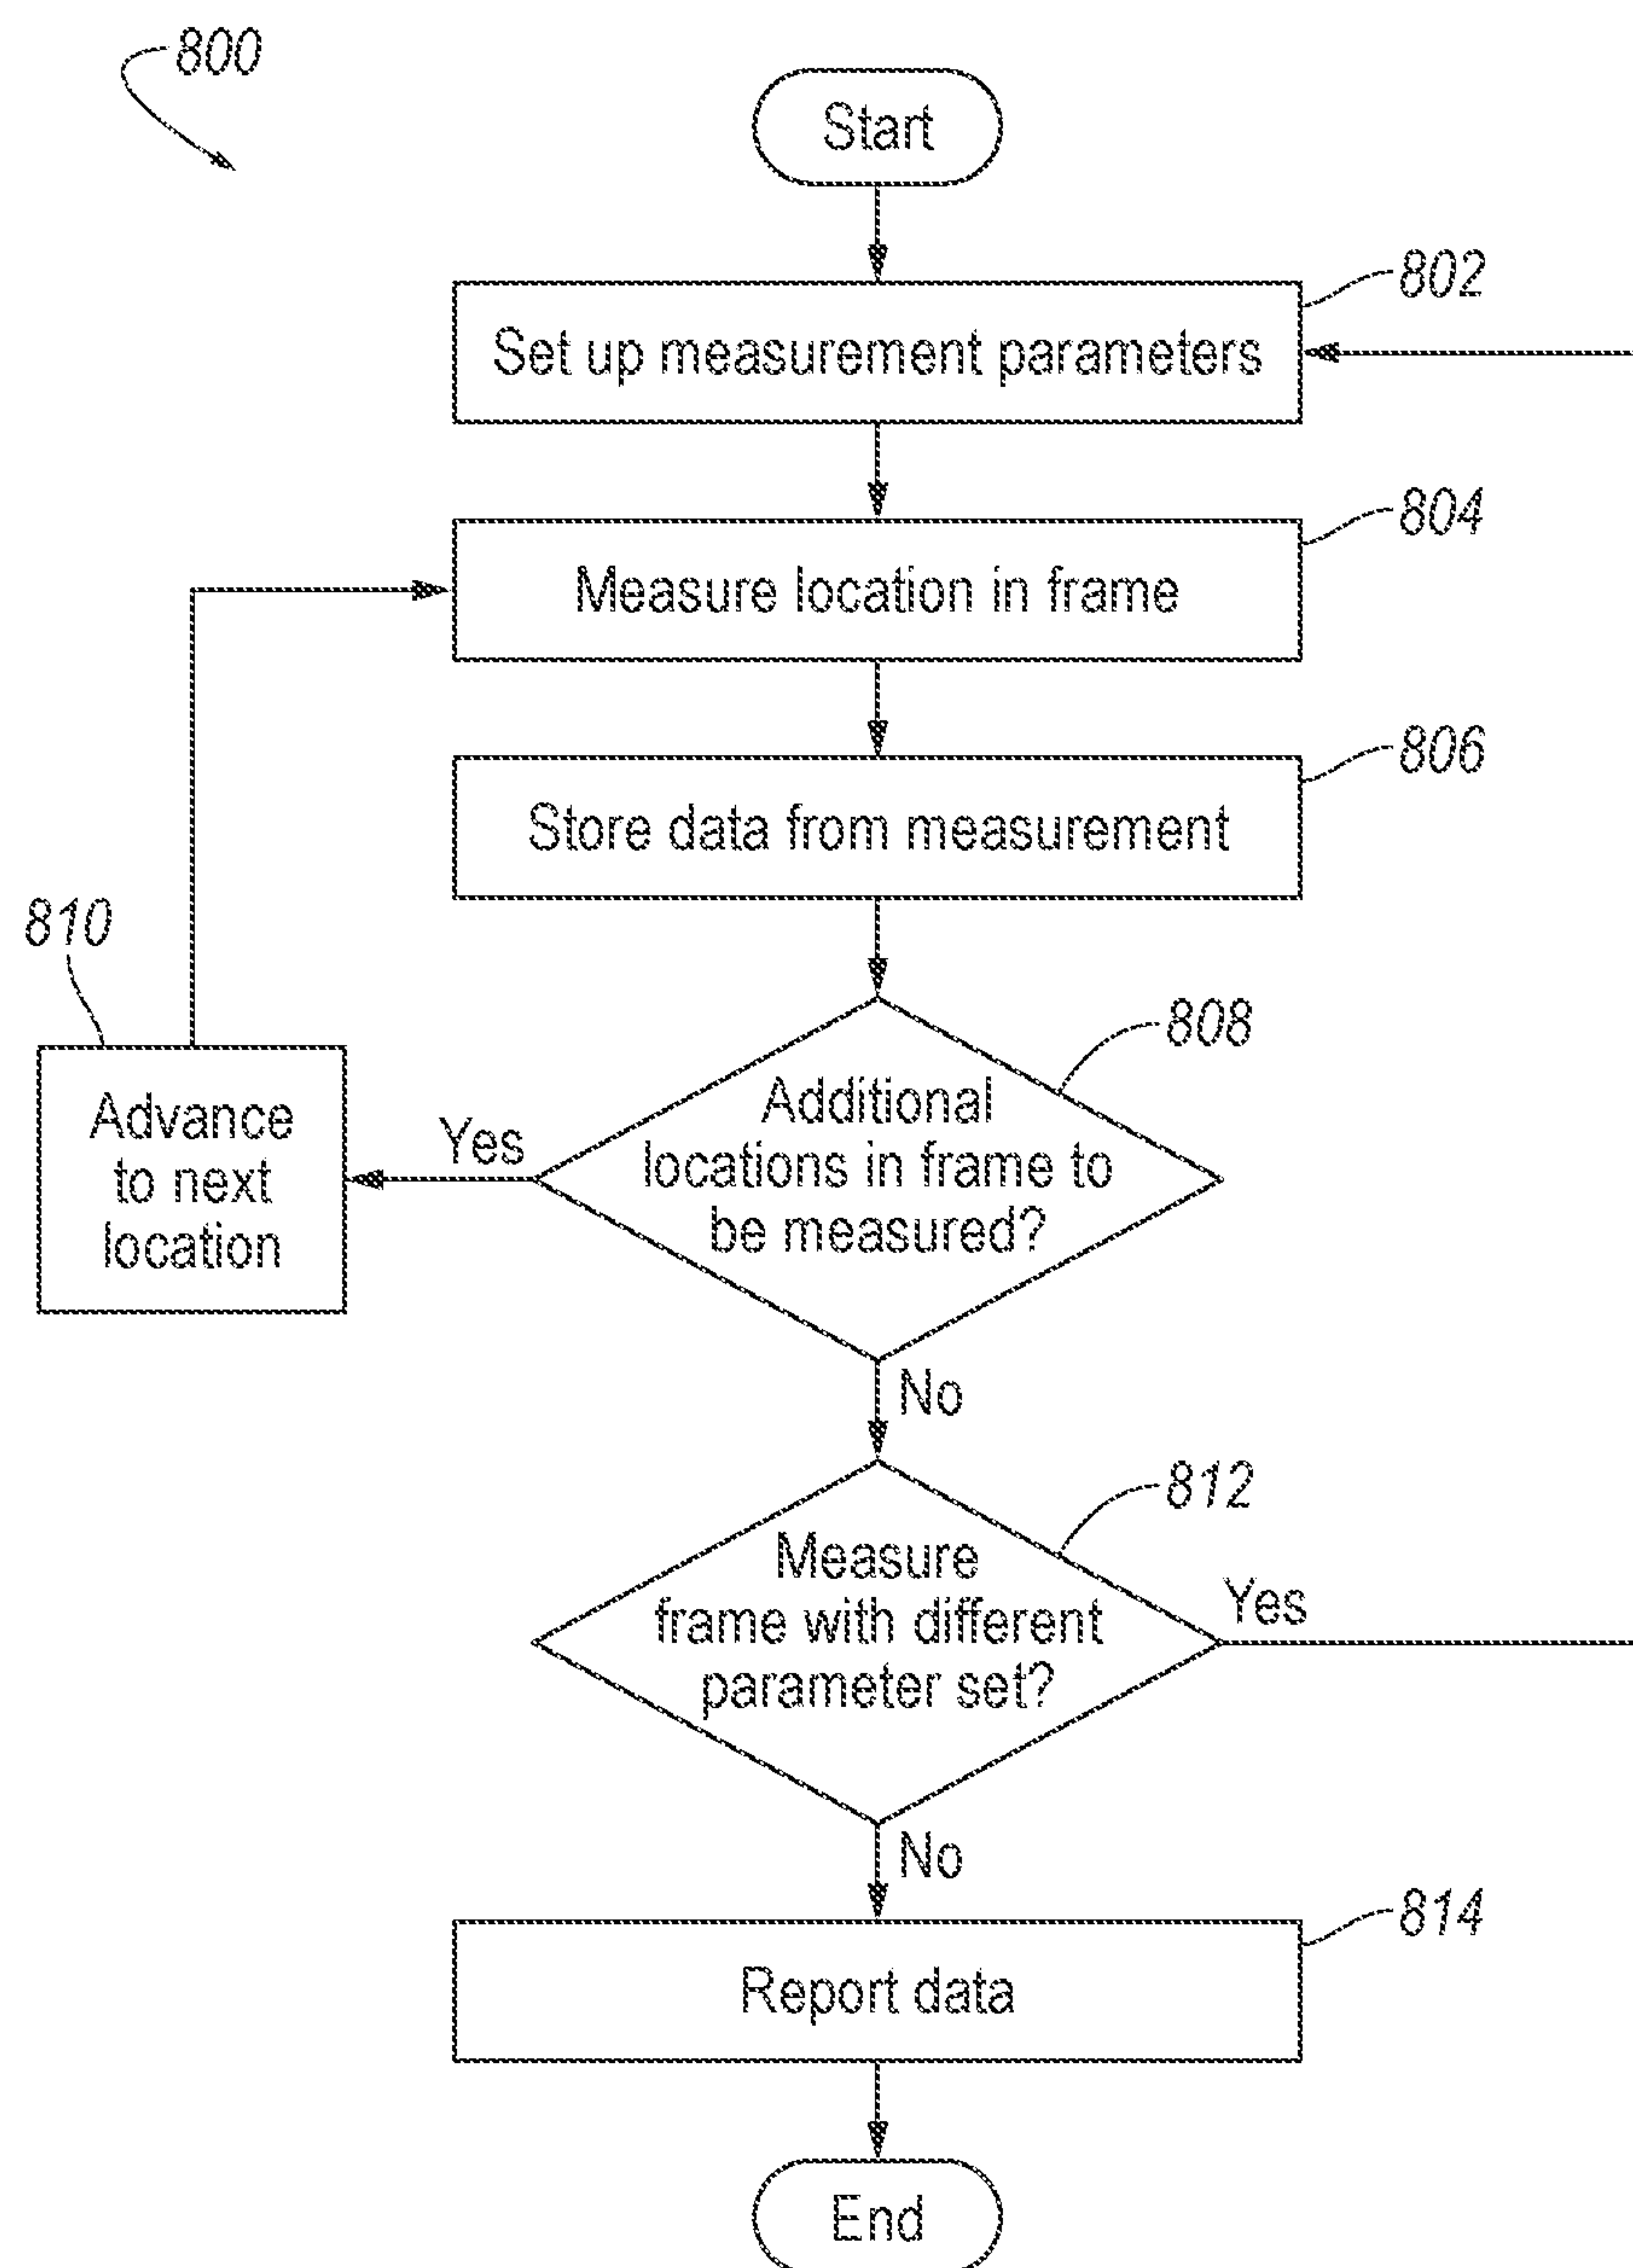 800
Start
802
Set up measurement parameters
804
Measure location in frame
806
Store data from measurement
810
808
Additional
locations in frame to
be measured?
Yes
Advance
to next
location
No
812
Measure
frame with different
parameter set?
Yes
No
814
Report data
End